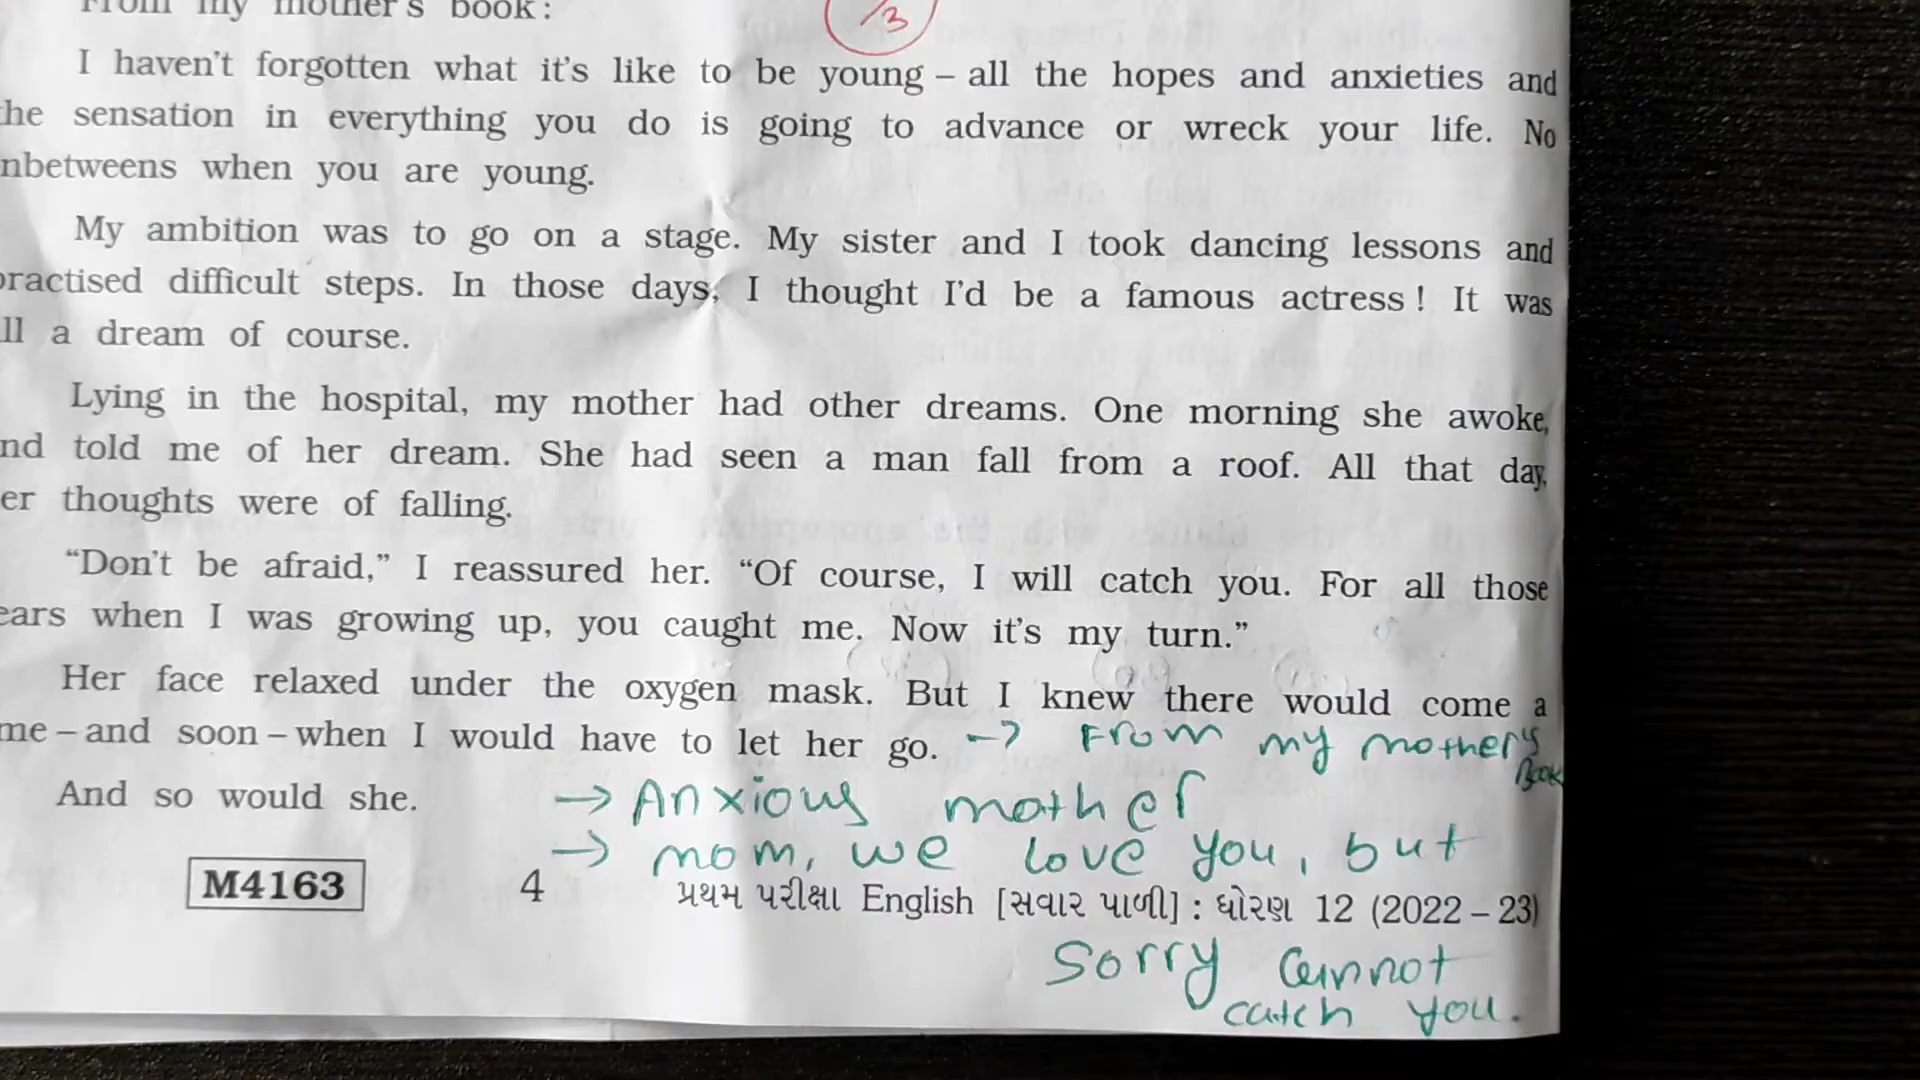 From my mother's book:
/3
I haven't forgotten what it's like to be young – all the hopes and anxieties and
he sensation in everything you do is going to advance or wreck your life. No
nbetweens when you are young.
My ambition was to go on a stage. My sister and I took dancing lessons and
practised difficult steps. In those days, I thought I'd be a famous actress ! It was
ll a dream of course.
Lying in the hospital, my mother had other dreams. One morning she awoke,
nd told me of her dream. She had seen a man fall from a roof. All that day,
er thoughts were of falling.
“Don't be afraid,” I reassured her. “Of course, I will catch you. For all those
ears when I was growing up, you caught me. Now it's my turn.”
Her face relaxed under the oxygen mask. But I knew there would come a
me – and soon – when I would have to let her go. → From my mother's
Book
And so would she. → Anxious mother
→ mom, we love you, but
M4163 4 પ્રથમ પરીક્ષા English [સવાર પાળી] : ધોરણ 12 (2022 – 23)
Sorry cannot
catch you.